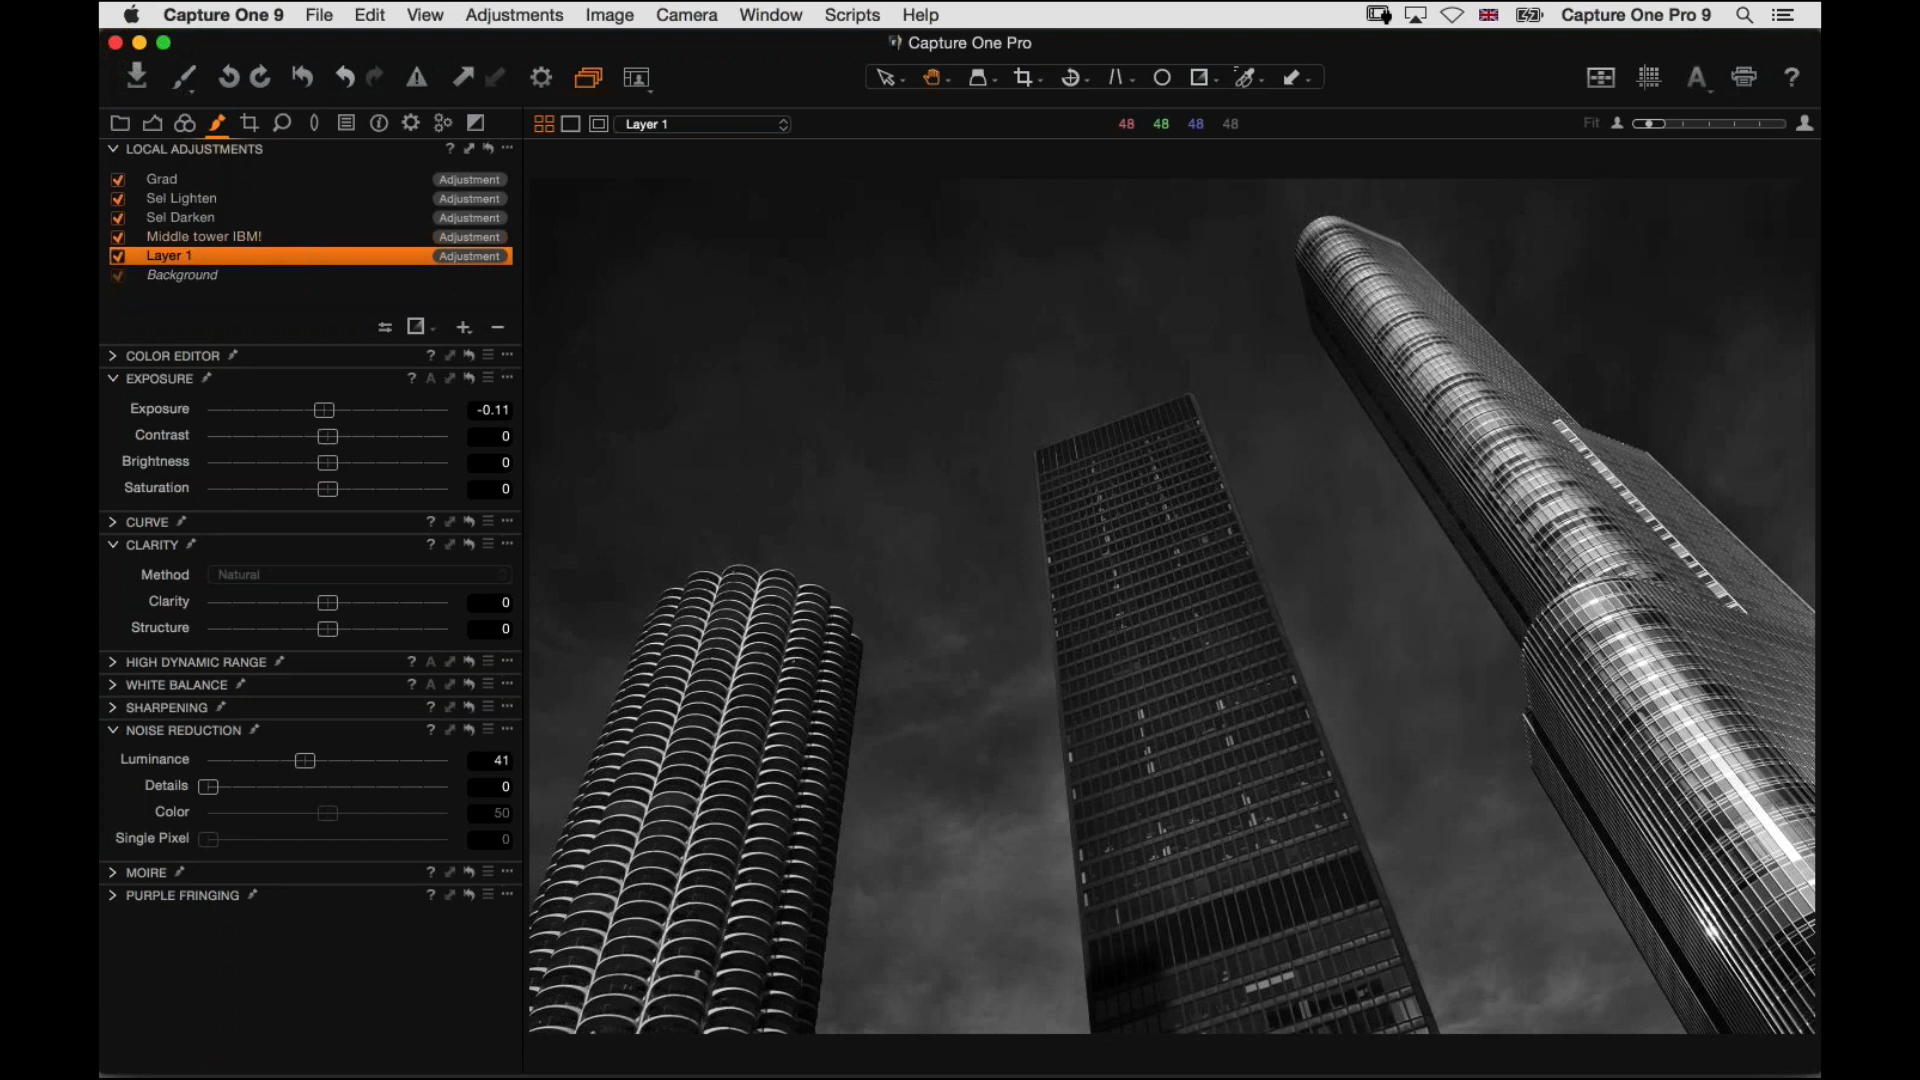 Capture One 9 File Edit View Adjustments Image Camera Window Scripts Help Capture One Pro 9
Capture One Pro
Layer 1 48 48 48 48 Fit
LOCAL ADJUSTMENTS ?
Grad Adjustment
Sel Lighten Adjustment
Sel Darken Adjustment
Middle tower IBM! Adjustment
Layer 1 Adjustment
Background
COLOR EDITOR ?
EXPOSURE ? A
Exposure -0.11
Contrast 0
Brightness 0
Saturation 0
CURVE ?
CLARITY ?
Method Natural
Clarity 0
Structure 0
HIGH DYNAMIC RANGE ? A
WHITE BALANCE ? A
SHARPENING ?
NOISE REDUCTION ?
Luminance 41
Details 0
Color 50
Single Pixel 0
MOIRE ?
PURPLE FRINGING ?